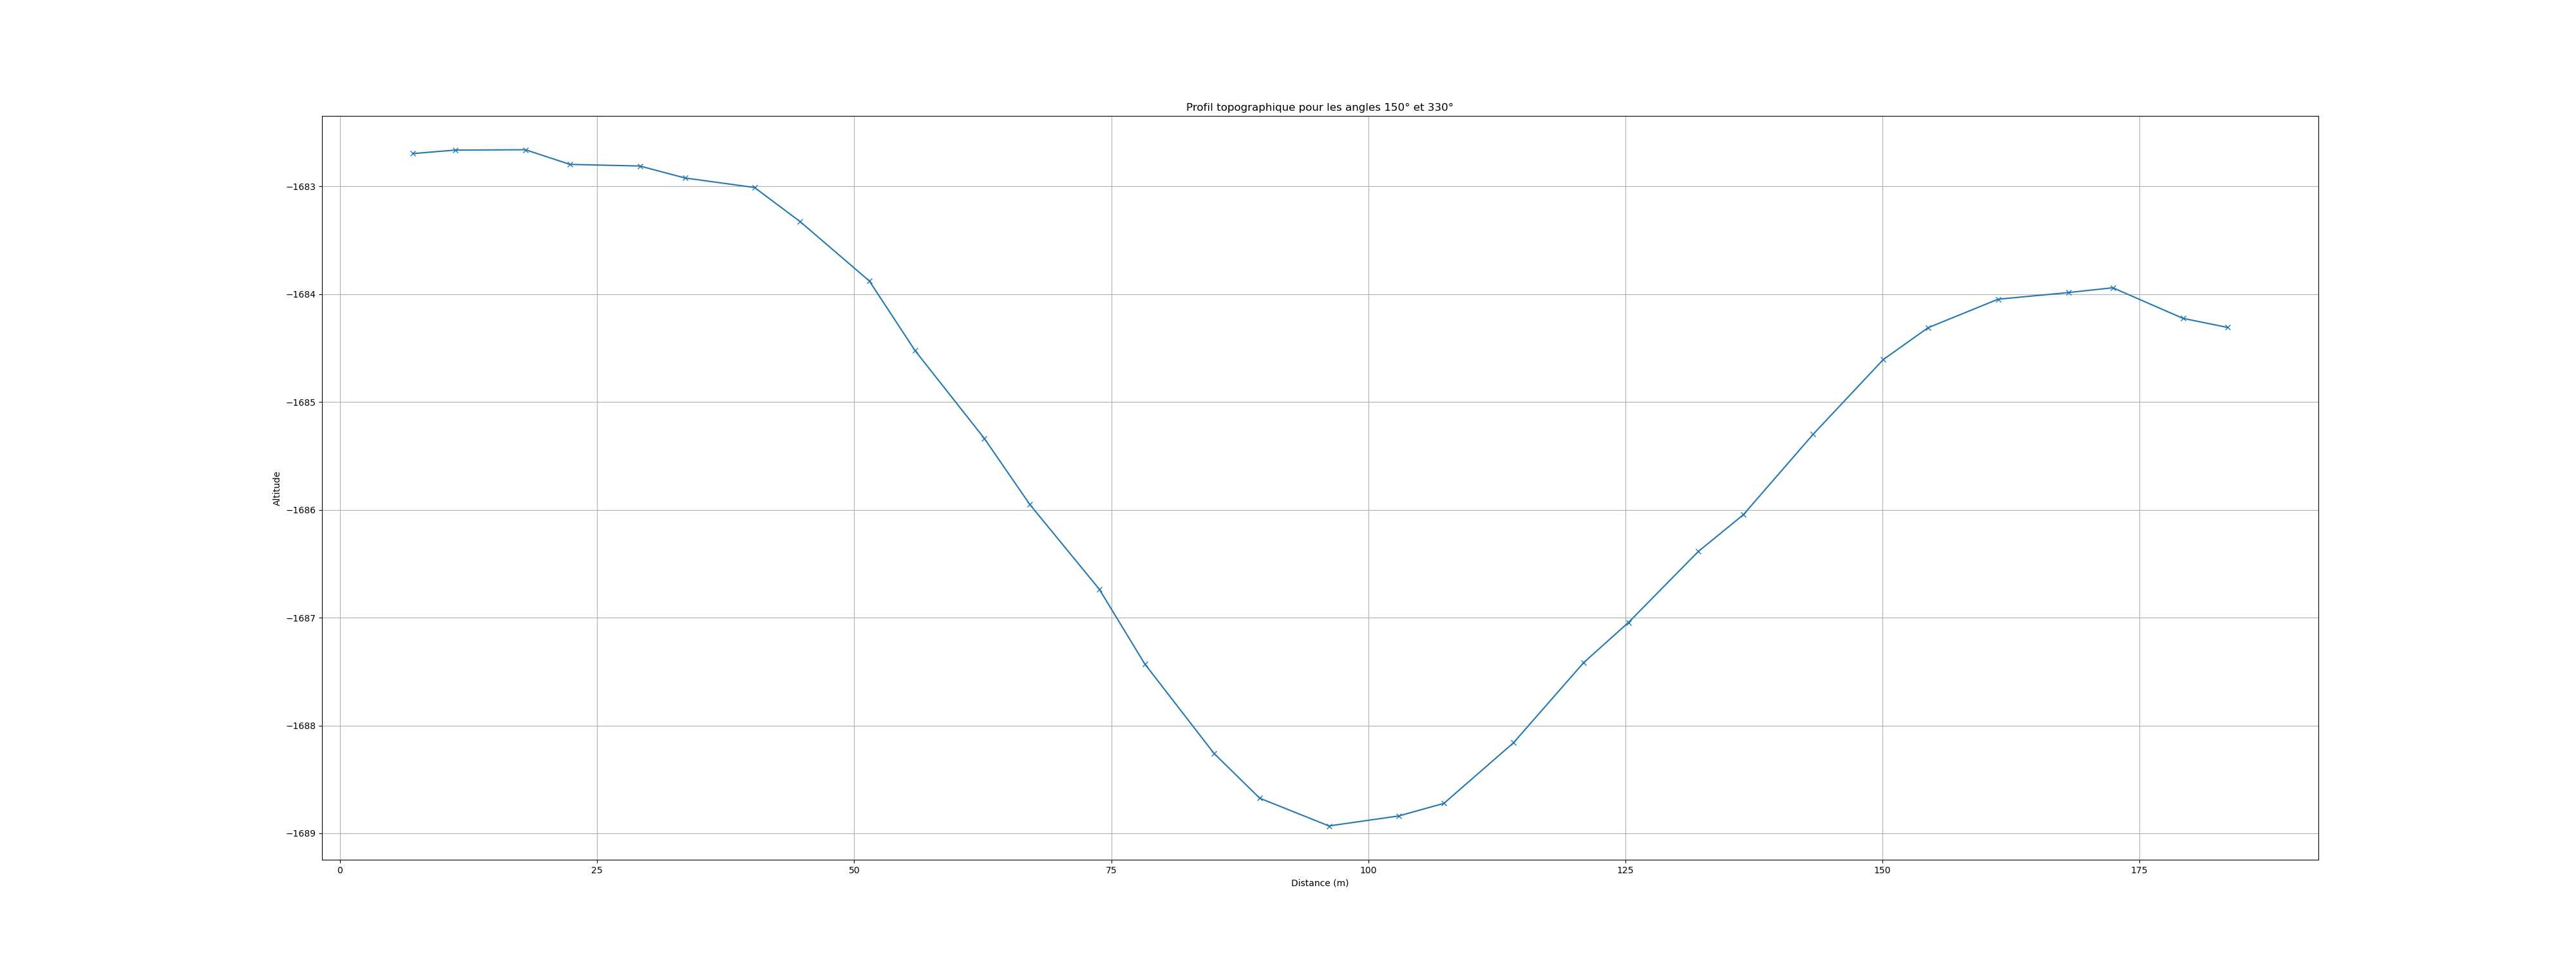 Profil topographique pour les angles 150° et 330°
Altitude
−1683
−1684
−1685
−1686
−1687
−1688
−1689
0 25 50 75 100 125 150 175
Distance (m)